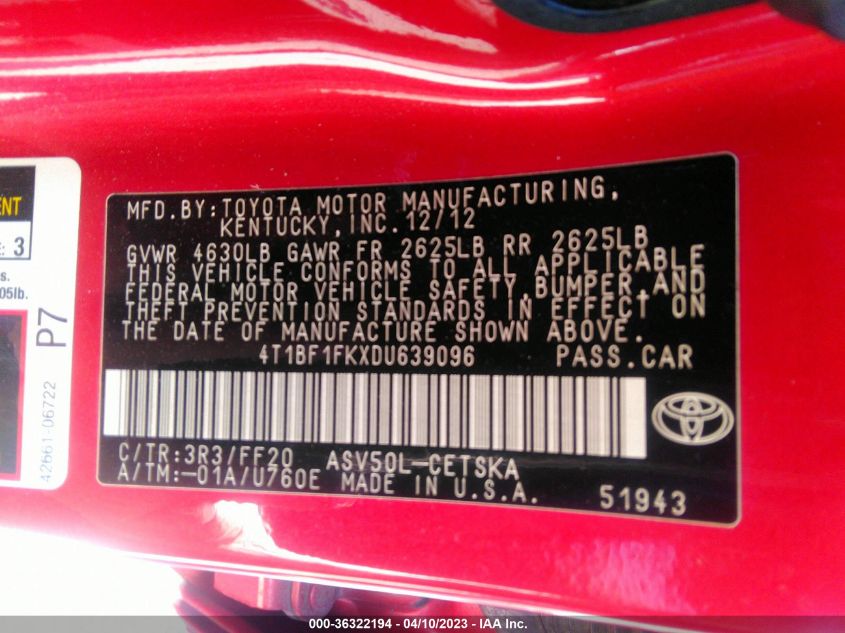 ENT
E: 3
s.
05lb.
P7
42661-06722
MFD.BY:TOYOTA MOTOR MANUFACTURING,
KENTUCKY,INC.12/12
GVWR 4630LB GAWR FR 2625LB RR 2625LB
THIS VEHICLE CONFORMS TO ALL APPLICABLE
FEDERAL MOTOR VEHICLE SAFETY,BUMPER,AND
THEFT PREVENTION STANDARDS IN EFFECT ON
THE DATE OF MANUFACTURE SHOWN ABOVE.
4T1BF1FKXDU639096 PASS.CAR
C/TR:3R3/FF20 ASV50L-CETSKA
A/TM:-01A/U760E MADE IN U.S.A. 51943
000-36322194 - 04/10/2023 - IAA Inc.